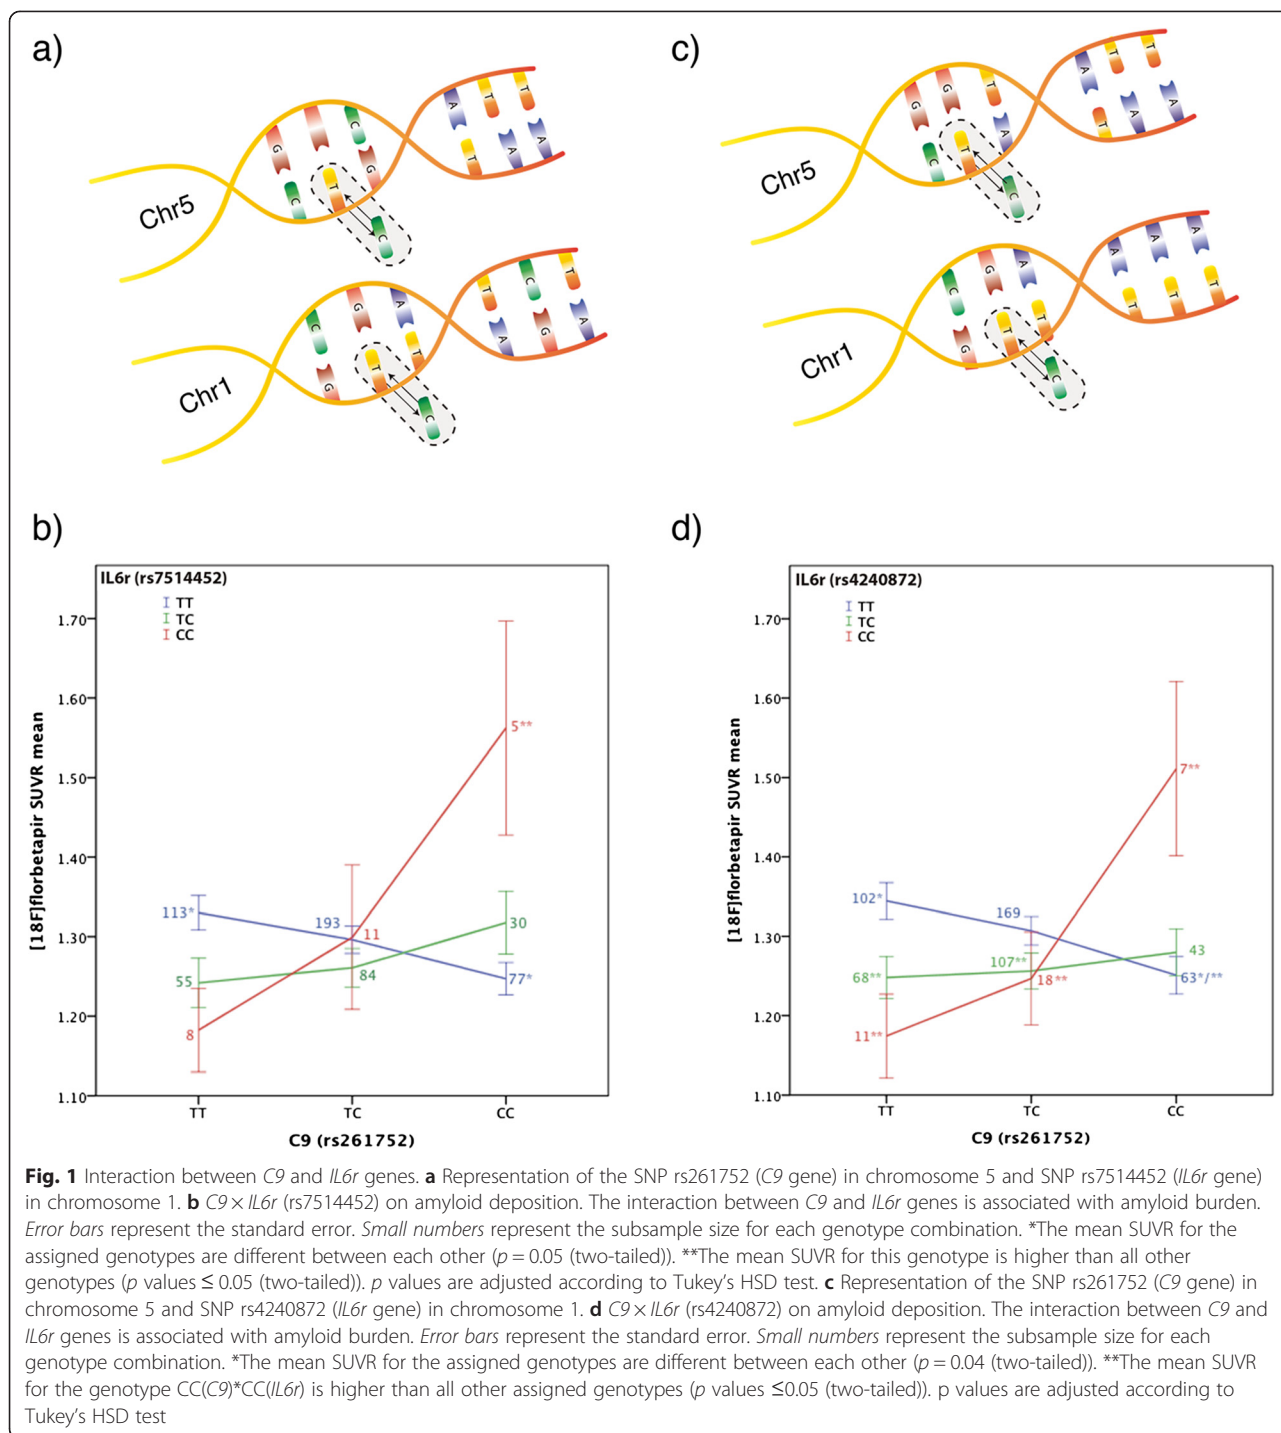 a)
G
C
G
C
T
C
A
T
T
T
A
A
Chr5
C
G
A
G
T
T
C
T
C
T
A
G
A
Chr1
c)
G
G
T
C
T
A
C
A
T
T
T
A
A
Chr5
C
G
A
G
T
T
C
A
A
A
T
T
T
Chr1
b)
IL6r (rs7514452)
TT
TC
CC
[18F]florbetapir SUVR mean
1.70
1.60
1.50
1.40
1.30
1.20
1.10
113*
55
8
193
11
84
5**
30
77*
TT
TC
CC
C9 (rs261752)
d)
IL6r (rs4240872)
TT
TC
CC
[18F]florbetapir SUVR mean
1.70
1.60
1.50
1.40
1.30
1.20
1.10
102*
68**
11**
169
107**
18**
7**
43
63*/**
TT
TC
CC
C9 (rs261752)
Fig. 1 Interaction between C9 and IL6r genes. a Representation of the SNP rs261752 (C9 gene) in chromosome 5 and SNP rs7514452 (IL6r gene)
in chromosome 1. b C9 × IL6r (rs7514452) on amyloid deposition. The interaction between C9 and IL6r genes is associated with amyloid burden.
Error bars represent the standard error. Small numbers represent the subsample size for each genotype combination. *The mean SUVR for the
assigned genotypes are different between each other (p = 0.05 (two-tailed)). **The mean SUVR for this genotype is higher than all other
genotypes (p values ≤ 0.05 (two-tailed)). p values are adjusted according to Tukey's HSD test. c Representation of the SNP rs261752 (C9 gene) in
chromosome 5 and SNP rs4240872 (IL6r gene) in chromosome 1. d C9 × IL6r (rs4240872) on amyloid deposition. The interaction between C9 and
IL6r genes is associated with amyloid burden. Error bars represent the standard error. Small numbers represent the subsample size for each
genotype combination. *The mean SUVR for the assigned genotypes are different between each other (p = 0.04 (two-tailed)). **The mean SUVR
for the genotype CC(C9)*CC(IL6r) is higher than all other assigned genotypes (p values ≤0.05 (two-tailed)). p values are adjusted according to
Tukey's HSD test